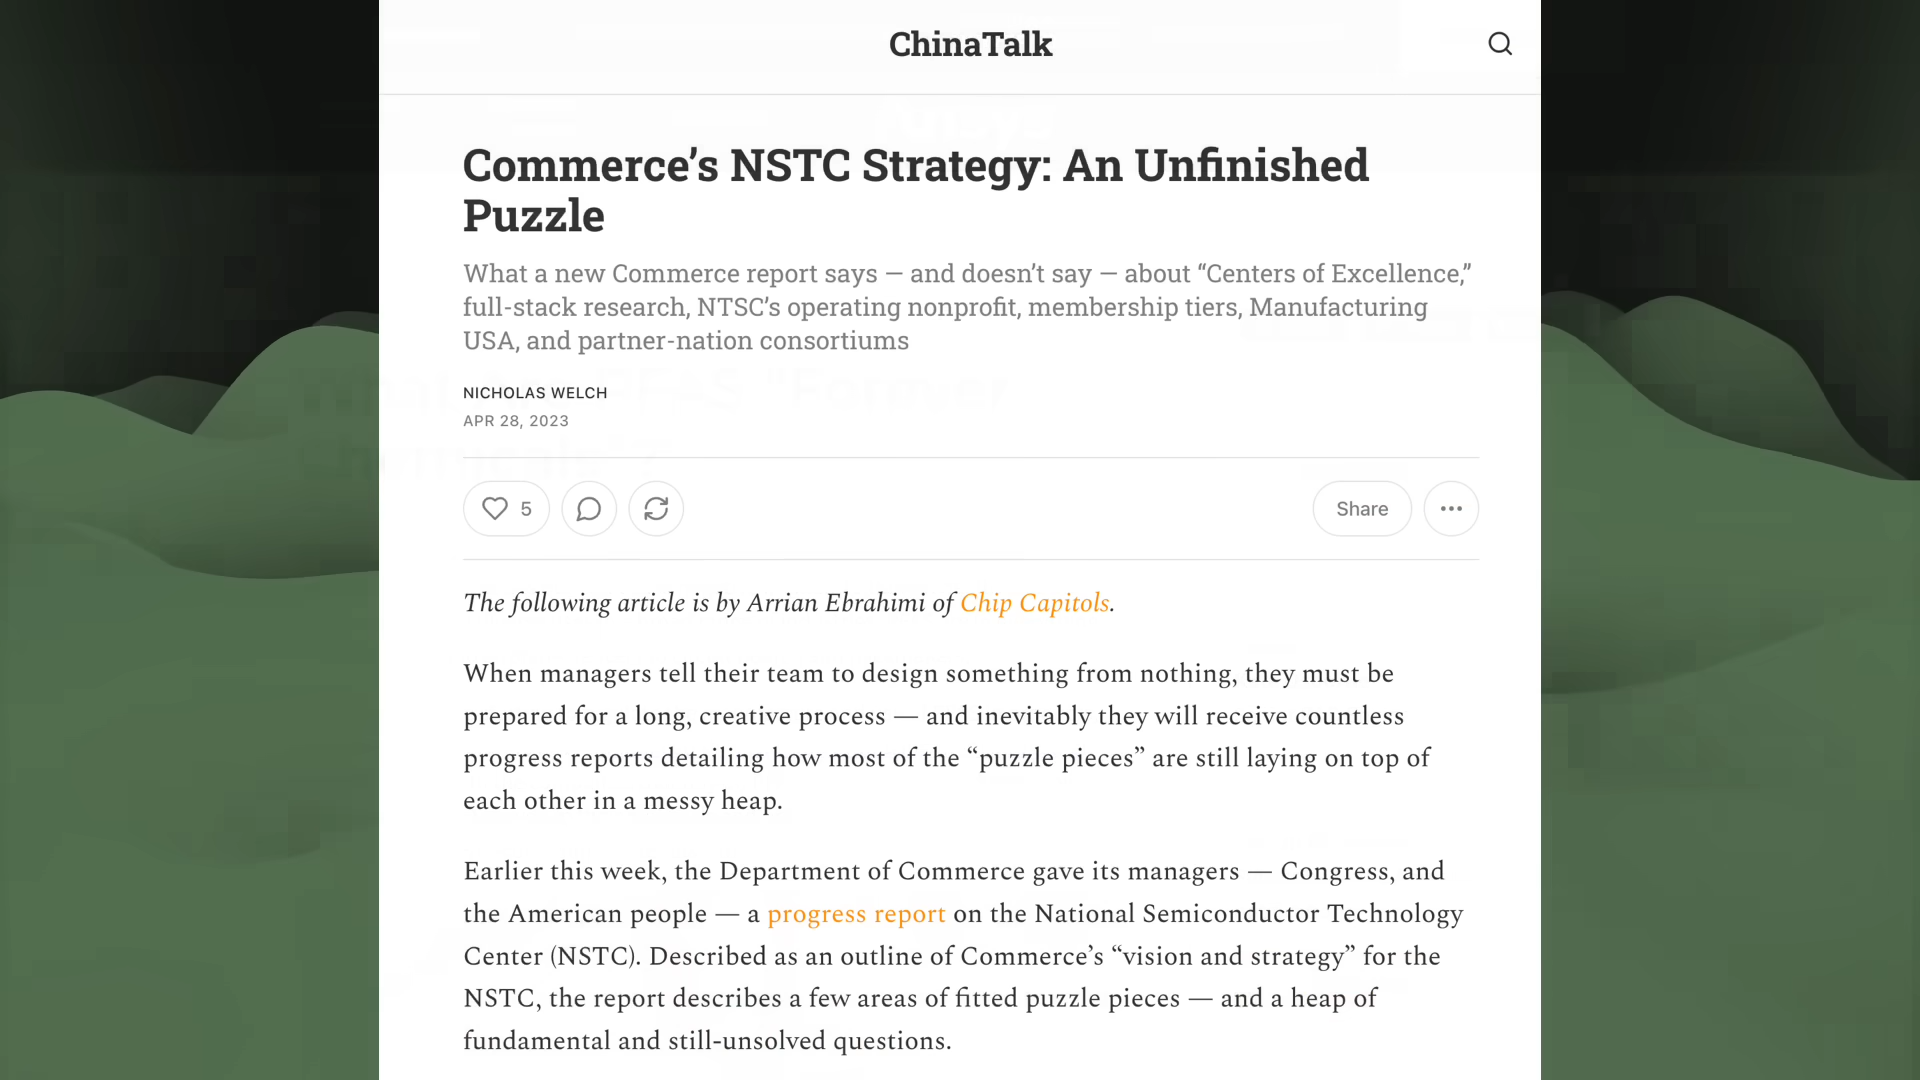 ChinaTalk
Commerce’s NSTC Strategy: An Unfinished
Puzzle
What a new Commerce report says — and doesn’t say — about “Centers of Excellence,”
full-stack research, NTSC’s operating nonprofit, membership tiers, Manufacturing
USA, and partner-nation consortiums
NICHOLAS WELCH
APR 28, 2023
5
Share
The following article is by Arrian Ebrahimi of Chip Capitols.
When managers tell their team to design something from nothing, they must be
prepared for a long, creative process — and inevitably they will receive countless
progress reports detailing how most of the “puzzle pieces” are still laying on top of
each other in a messy heap.
Earlier this week, the Department of Commerce gave its managers — Congress, and
the American people — a progress report on the National Semiconductor Technology
Center (NSTC). Described as an outline of Commerce’s “vision and strategy” for the
NSTC, the report describes a few areas of fitted puzzle pieces — and a heap of
fundamental and still-unsolved questions.